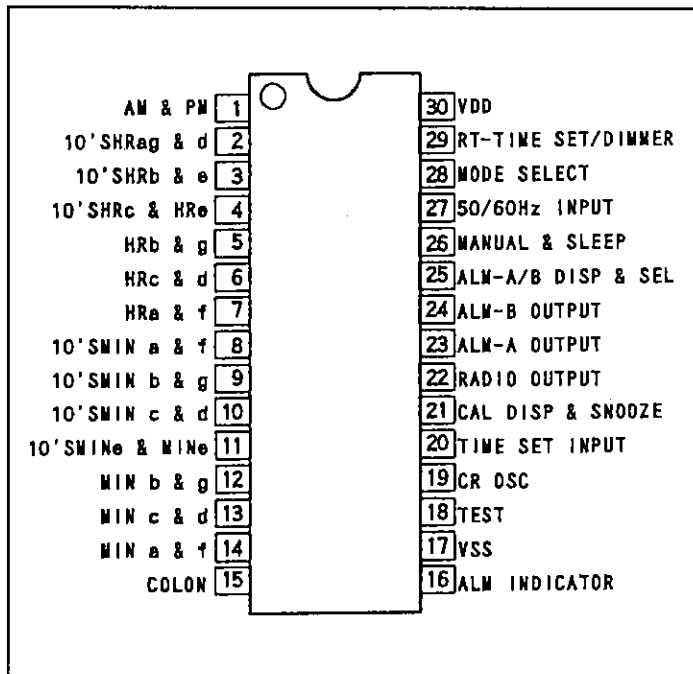 AM & PM 1 30 VDD
10'SHRag & d 2 29 RT-TIME SET/DIMMER
10'SHRb & e 3 28 MODE SELECT
10'SHRc & HRe 4 27 50/60Hz INPUT
HRb & g 5 26 MANUAL & SLEEP
HRc & d 6 25 ALM-A/B DISP & SEL
HRa & f 7 24 ALM-B OUTPUT
10'SMIN a & f 8 23 ALM-A OUTPUT
10'SMIN b & g 9 22 RADIO OUTPUT
10'SMIN c & d 10 21 CAL DISP & SNOOZE
10'SMINe & MINe 11 20 TIME SET INPUT
MIN b & g 12 19 CR OSC
MIN c & d 13 18 TEST
MIN a & f 14 17 VSS
COLON 15 16 ALM INDICATOR